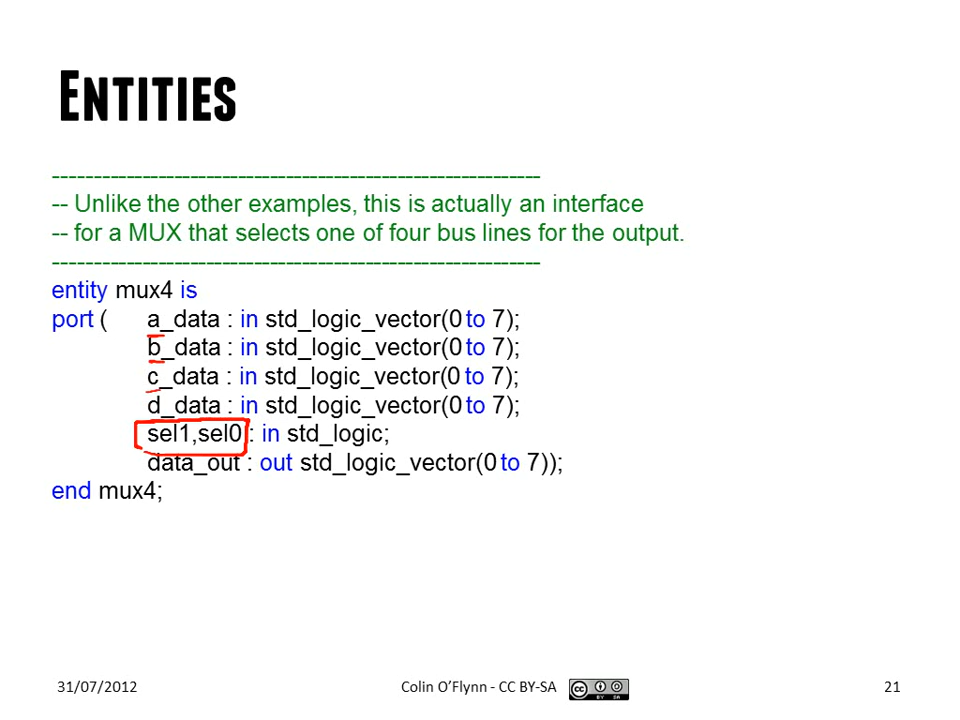 ENTITIES
-----------------------------------------------------------
-- Unlike the other examples, this is actually an interface
-- for a MUX that selects one of four bus lines for the output.
-----------------------------------------------------------
entity mux4 is
port ( a_data : in std_logic_vector(0 to 7);
b_data : in std_logic_vector(0 to 7);
c_data : in std_logic_vector(0 to 7);
d_data : in std_logic_vector(0 to 7);
sel1,sel0 : in std_logic;
data_out : out std_logic_vector(0 to 7));
end mux4;
31/07/2012 Colin O'Flynn - CC BY-SA cc BY SA 21